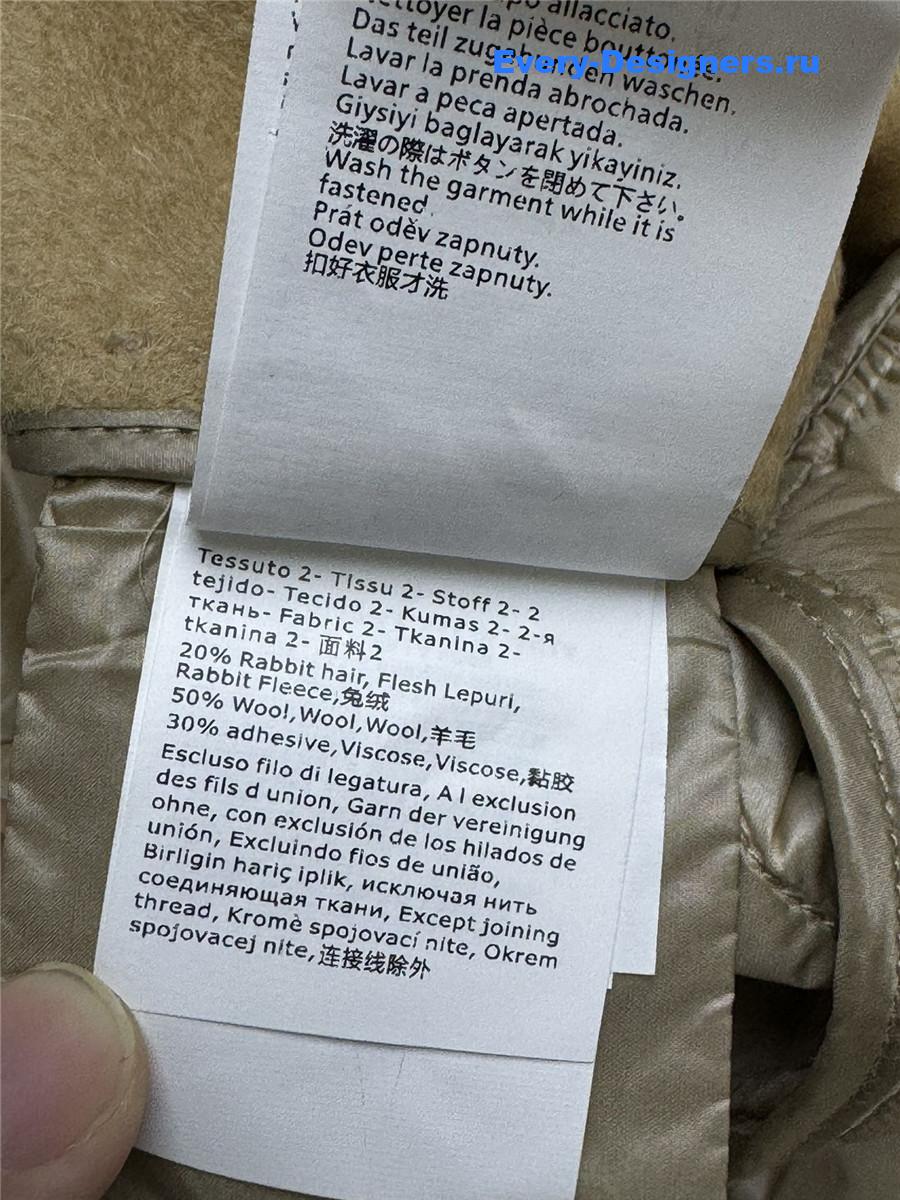 allacciato.
Nettoyer la pièce
Every-Designers.ru
Das teil waschen.
Lavar la prenda abrochada.
Lavar a peca apertada.
Giysiyi baglayarak yikayiniz.
洗濯の際はボタンを閉めて下さい。
Wash the garment while it is
fastened.
Prát oděv zapnuty.
Odev perte zapnuty.
扣好衣服才洗
Tessuto 2- Tissu 2- Stoff 2- 2
tejido- Tecido 2- Kumas 2- 2-я
ткань- Fabric 2- Tkanina 2-
tkanina 2- 面料2
20% Rabbit hair, Flesh Lepuri,
Rabbit Fleece,兔绒
50% Wool,Wool,Wool,羊毛
30% adhesive,Viscose,Viscose,黏胶
Escluso filo di legatura, A l exclusion
des fils d union, Garn der vereinigung
ohne, con exclusión de los hilados de
unión, Excluindo fios de união,
Birligin hariç iplik, исключая нить
соединяющая ткани, Except joining
thread, Kromè spojovací nite, Okrem
spojovacej nite,连接线除外